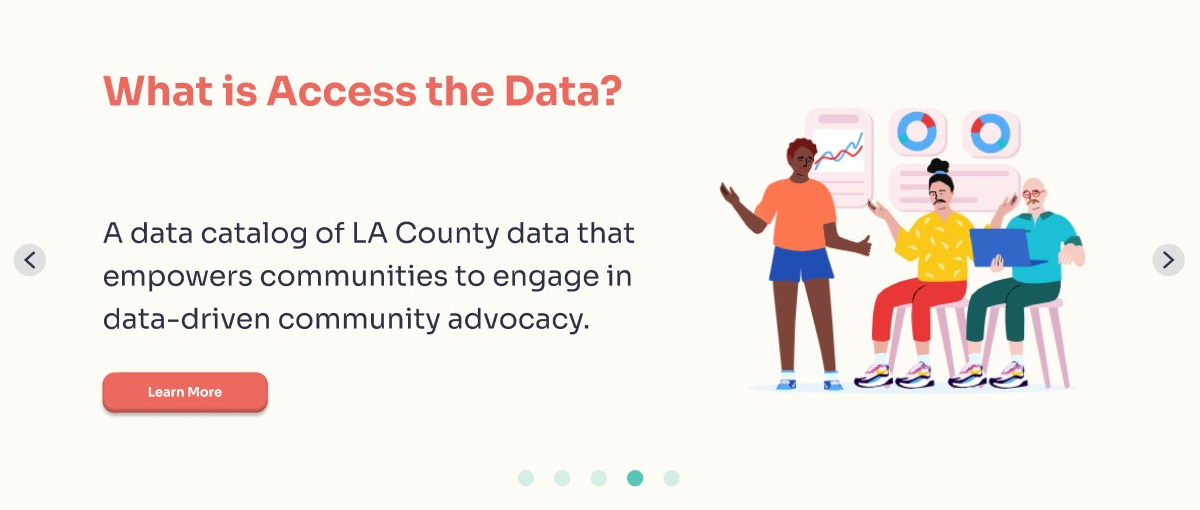 What is Access the Data?
A data catalog of LA County data that
empowers communities to engage in
data-driven community advocacy.
Learn More